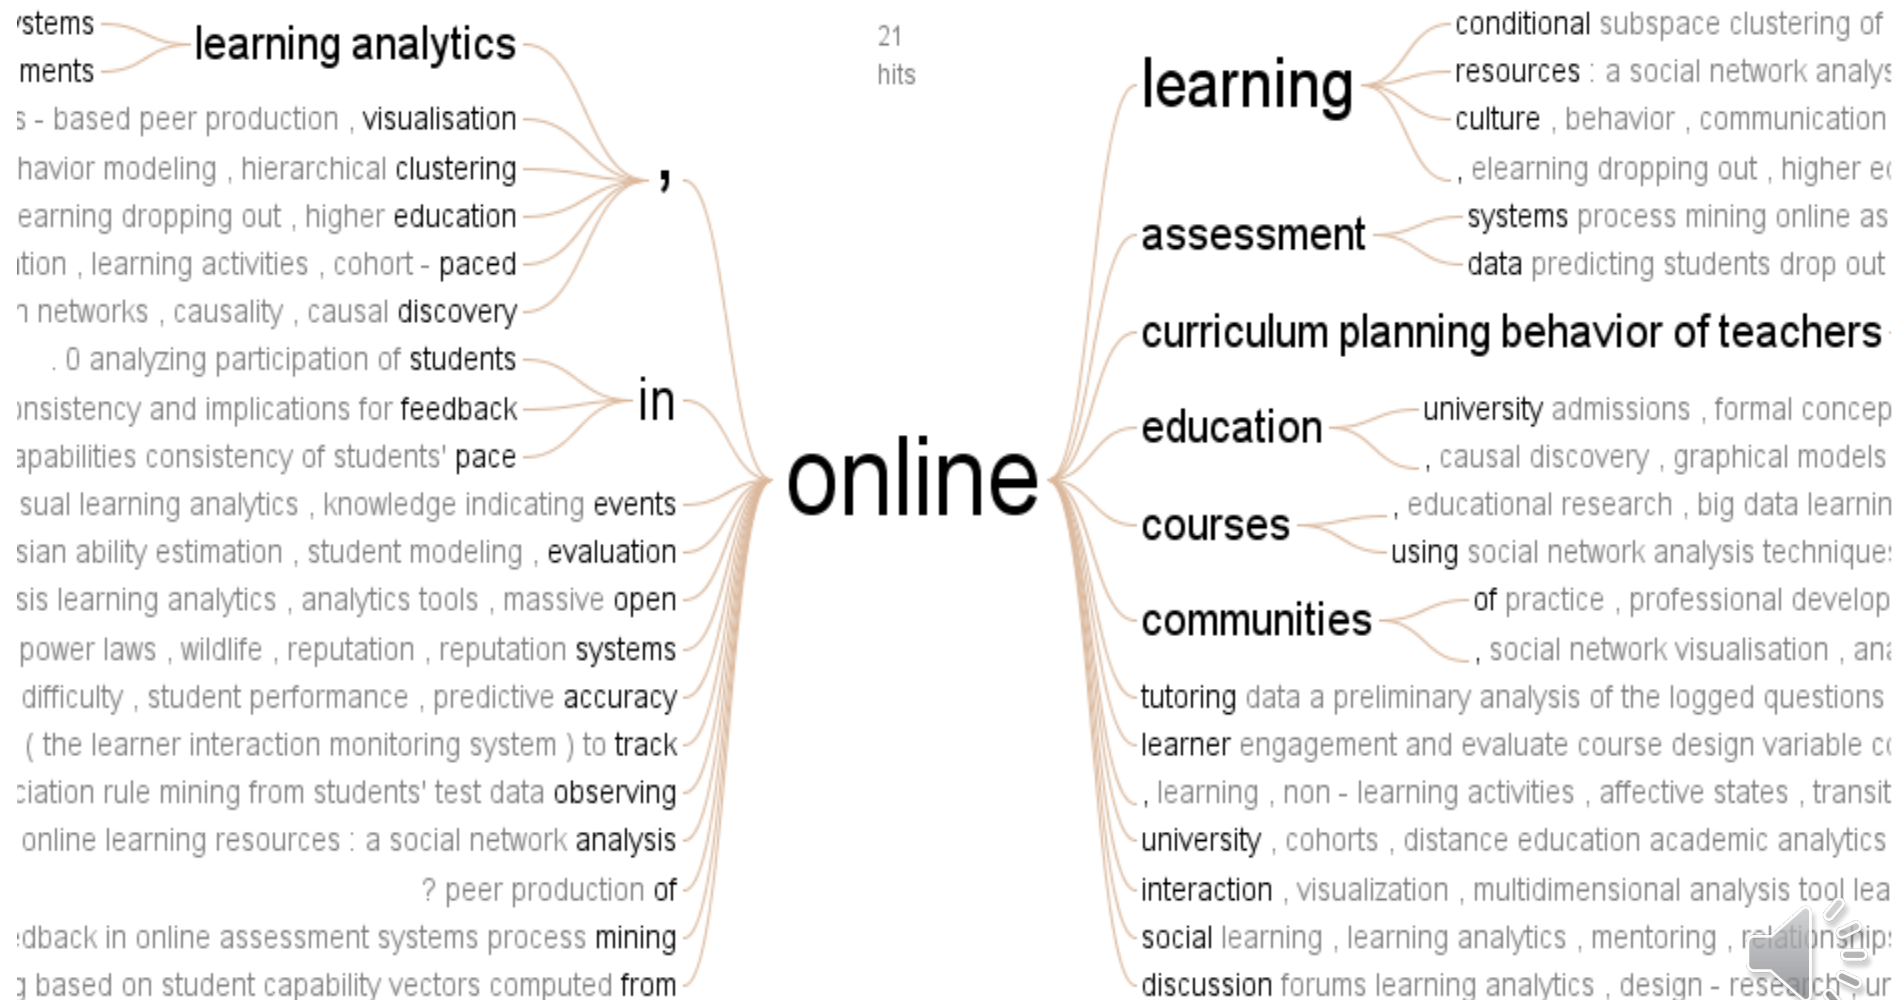 learning analytics
s - based peer production , visualisation
hierarchical clustering
dropping out , higher education
, learning activities , cohort - paced
networks , causality , causal discovery
,
. 0 analyzing participation of students
and implications for feedback
consistency of students' pace
in
learning analytics , knowledge indicating events
ability estimation , student modeling , evaluation
learning analytics , analytics tools , massive open
power laws , wildlife , reputation , reputation systems
difficulty , student performance , predictive accuracy
( the learner interaction monitoring system ) to track
rule mining from students' test data observing
online learning resources : a social network analysis
? peer production of
in online assessment systems process mining
based on student capability vectors computed from
21
hits
online
learning
conditional subspace clustering of
resources : a social network
culture , behavior , communication
, elearning dropping out , higher
assessment
systems process mining online
data predicting students drop out
curriculum planning behavior of teachers
education
university admissions , formal
, causal discovery , graphical models
courses
, educational research , big data
using social network analysis
communities
of practice , professional
, social network visualisation ,
tutoring data a preliminary analysis of the logged questions
learner engagement and evaluate course design variable
, learning , non - learning activities , affective states ,
university , cohorts , distance education academic analytics
interaction , visualization , multidimensional analysis tool
social learning , learning analytics , mentoring ,
discussion forums learning analytics , design -